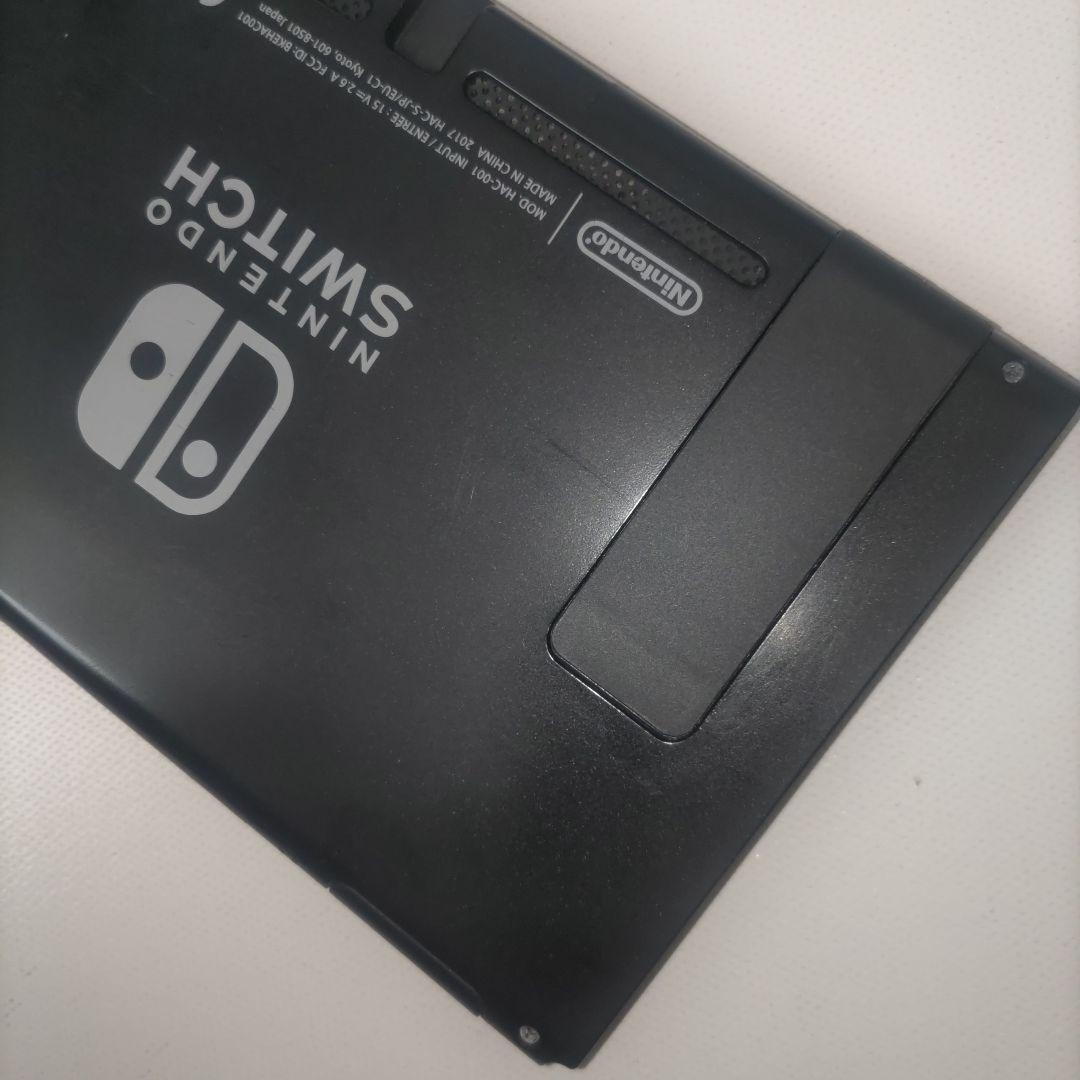 NINTENDO
SWITCH
Nintendo
MOD. HAC-001 INPUT / ENTRÉE : 15 V⎓ 2.6 A FCC ID: BKEHAC001
MADE IN CHINA 2017 HAC-S-JP/EU-C1 Kyoto, 601-8501 Japan